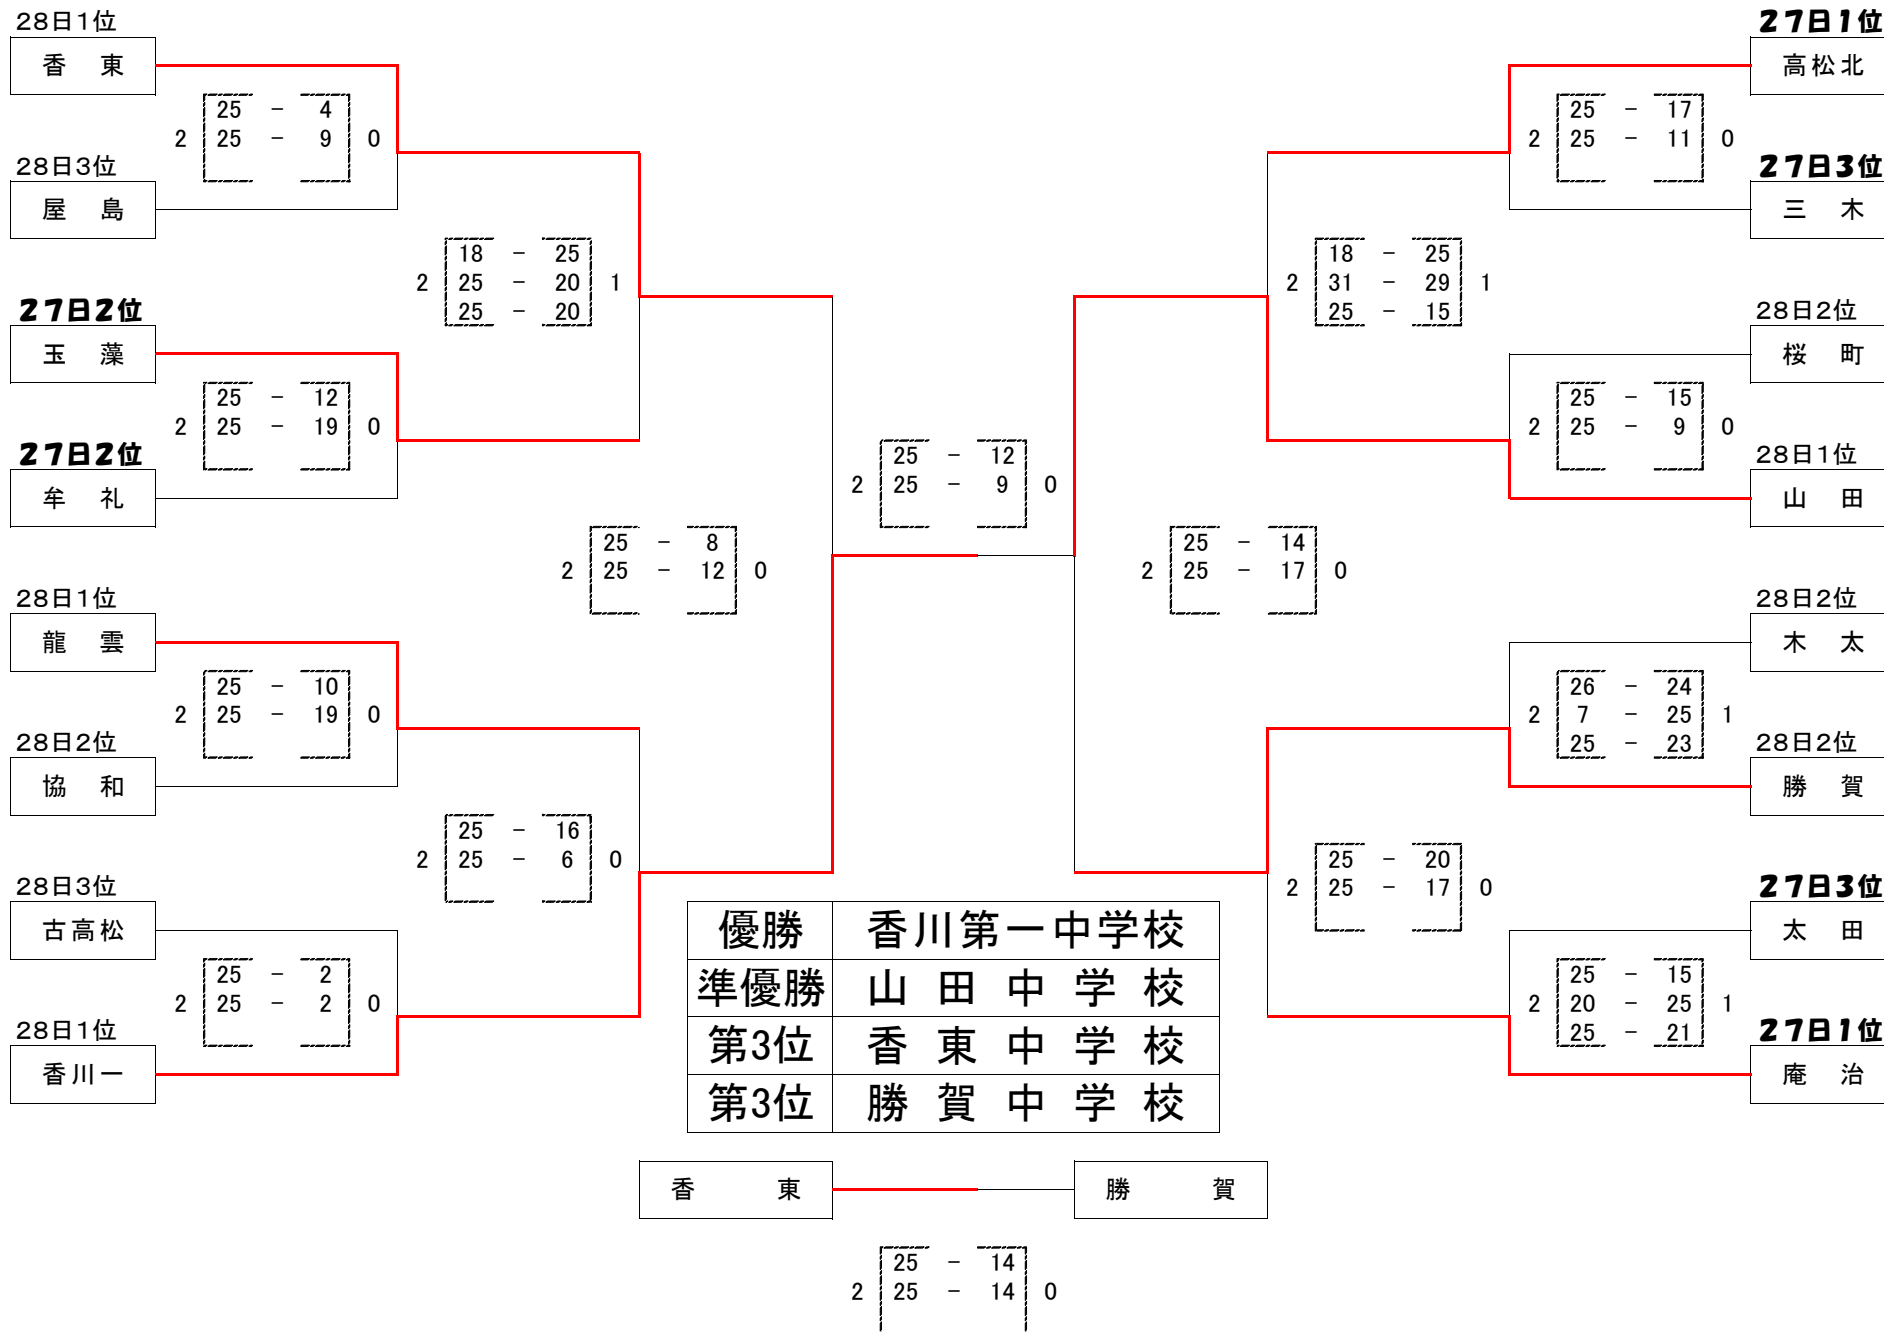 28日1位
香　東
25 － 4
2 25 － 9 0
28日3位
屋　島
18 － 25
2 25 － 20 1
25 － 20
27日2位
玉　藻
25 － 12
2 25 － 19 0
27日2位
牟　礼
25 － 8
2 25 － 12 0
28日1位
龍　雲
25 － 10
2 25 － 19 0
28日2位
協　和
25 － 16
2 25 － 6 0
28日3位
古高松
25 － 2
2 25 － 2 0
28日1位
香川一
25 － 12
2 25 － 9 0
27日1位
高松北
25 － 17
2 25 － 11 0
27日3位
三　木
18 － 25
2 31 － 29 1
25 － 15
28日2位
桜　町
25 － 15
2 25 － 9 0
28日1位
山　田
25 － 14
2 25 － 17 0
28日2位
木　太
26 － 24
2 7 － 25 1
25 － 23
28日2位
勝　賀
25 － 20
2 25 － 17 0
27日3位
太　田
25 － 15
2 20 － 25 1
25 － 21
27日1位
庵　治
優勝 香川第一中学校
準優勝 山田中学校
第3位 香東中学校
第3位 勝賀中学校
香　東 勝　賀
25 － 14
2 25 － 14 0